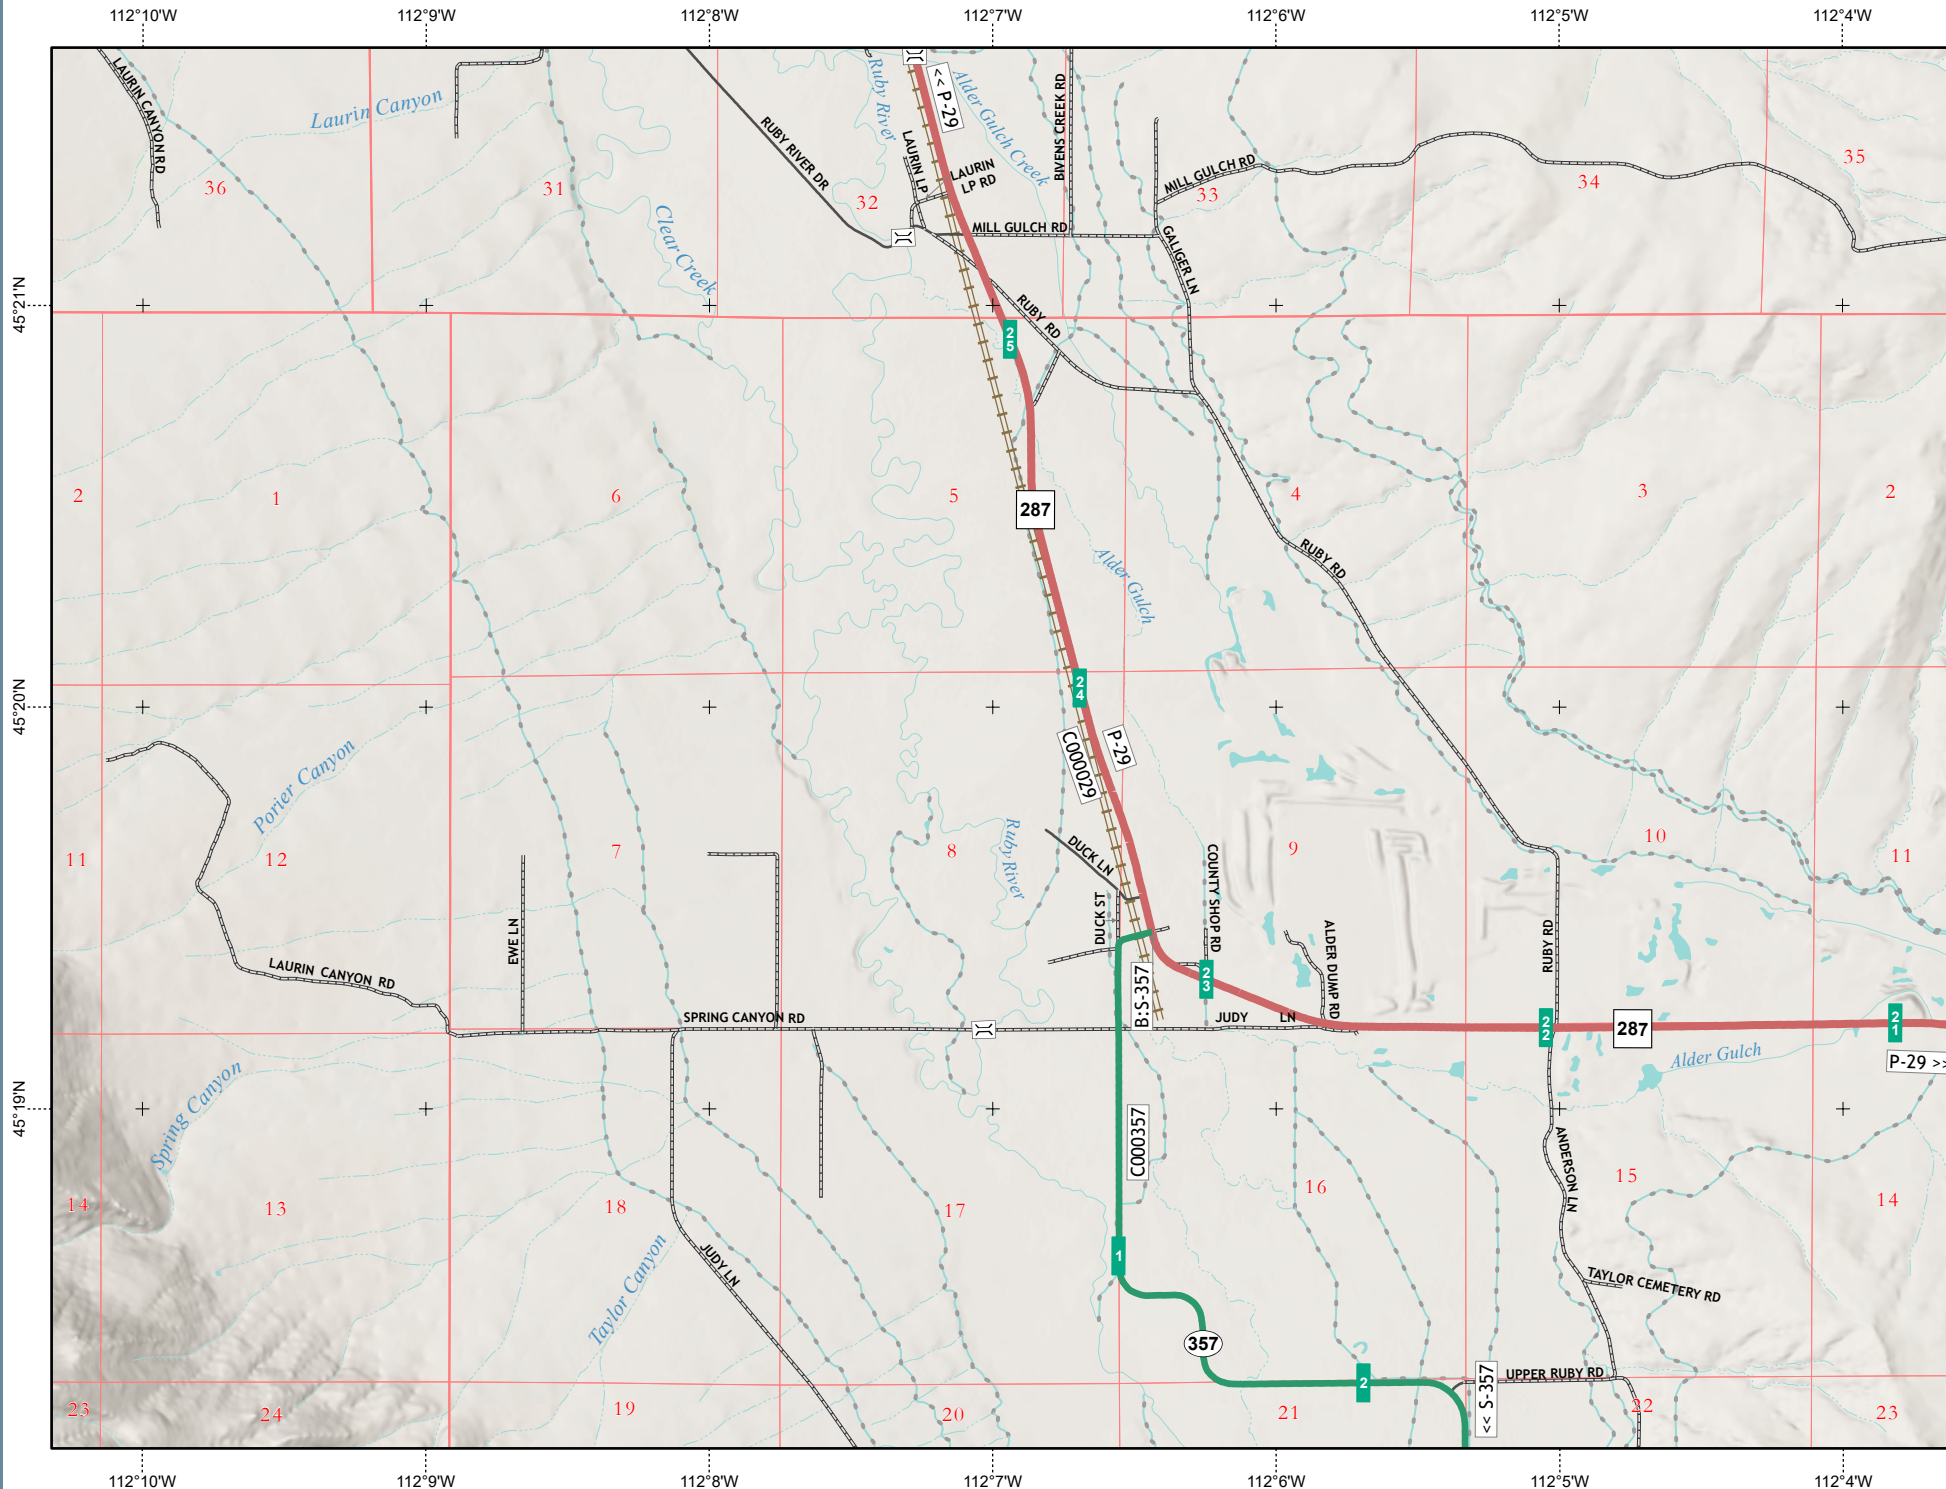 112°10'W 112°9'W 112°8'W 112°7'W 112°6'W 112°5'W 112°4'W
LAURIN CANYON RD
Laurin Canyon
RUBY RIVER DR
Ruby River
<< P-29
Alder Gulch Creek
BIVENS CREEK RD
LAURIN LP
LAURIN
LP RD
MILL GULCH RD
36
31
32
33
34
35
Clear Creek
MILL GULCH RD
GALIGER LN
45°21'N
RUBY RD
2
5
2
1
6
5
287
4
3
2
Alder Gulch
RUBY RD
45°20'N
2
4
P-29
C000029
Porier Canyon
11
12
7
8
Ruby River
DUCK LN
9
10
11
EWE LN
DUCK ST
COUNTY SHOP RD
ALDER DUMP RD
RUBY RD
LAURIN CANYON RD
B:S-357
2
3
SPRING CANYON RD
JUDY LN
2
2
287
2
1
Alder Gulch
P-29 >>
Spring Canyon
45°19'N
C000357
ANDERSON LN
14
13
18
17
16
15
14
JUDY LN
Taylor Canyon
1
TAYLOR CEMETERY RD
357
2
<< S-357
UPPER RUBY RD
23
24
19
20
21
22
23
112°10'W 112°9'W 112°8'W 112°7'W 112°6'W 112°5'W 112°4'W